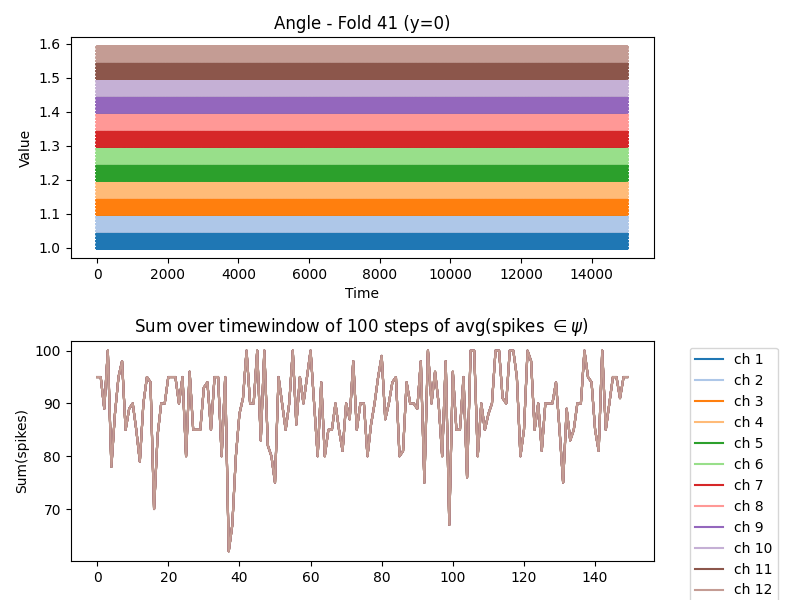 Angle - Fold 41 (y=0)
Value
1.6
1.5
1.4
1.3
1.2
1.1
1.0
0 2000 4000 6000 8000 10000 12000 14000
Time
Sum over timewindow of 100 steps of avg(spikes ∈ ψ)
Sum(spikes)
100
90
80
70
0 20 40 60 80 100 120 140
ch 1
ch 2
ch 3
ch 4
ch 5
ch 6
ch 7
ch 8
ch 9
ch 10
ch 11
ch 12